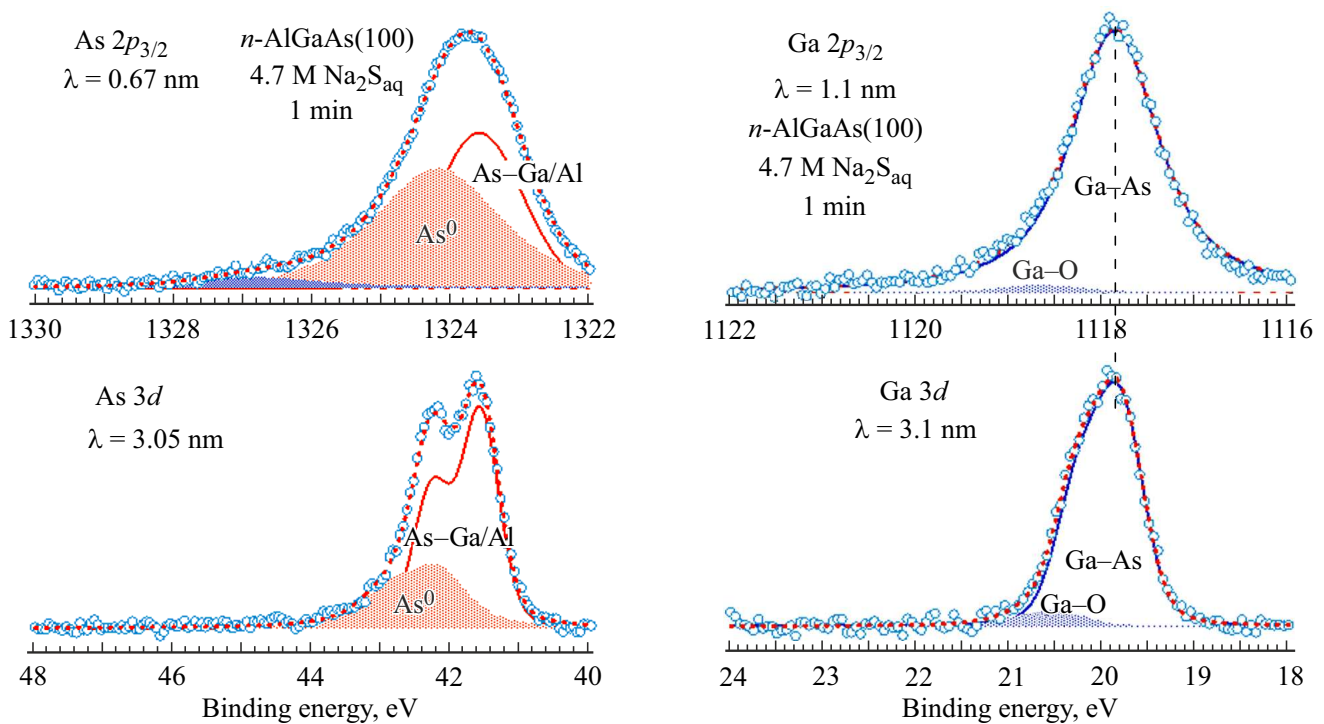 As 2p3/2
λ = 0.67 nm
n-AlGaAs(100)
4.7 M Na2Saq
1 min
As–Ga/Al
As0
1330
1328
1326
1324
1322
Ga 2p3/2
λ = 1.1 nm
n-AlGaAs(100)
4.7 M Na2Saq
1 min
Ga–As
Ga–O
1122
1120
1118
1116
As 3d
λ = 3.05 nm
As–Ga/Al
As0
48
46
44
42
40
Binding energy, eV
Ga 3d
λ = 3.1 nm
Ga–As
Ga–O
24
23
22
21
20
19
18
Binding energy, eV